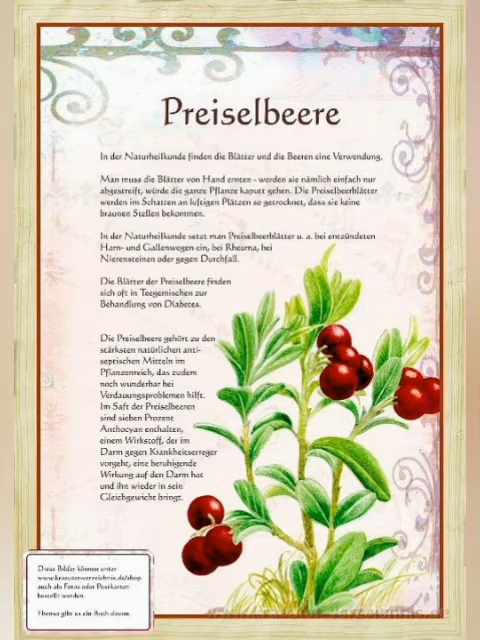 Preiselbeere
In der Naturheilkunde finden die Blätter und die Beeren eine Verwendung.
Man muss die Blätter von Hand ernten - werden sie nämlich einfach nur
abgestreift, würde die ganze Pflanze kaputt gehen. Die Preiselbeerblätter
werden im Schatten an luftigen Plätzen so getrocknet, dass sie keine
braunen Stellen bekommen.
In der Naturheilkunde setzt man Preiselbeerblätter u. a. bei entzündeten
Harn- und Gallenwegen ein, bei Rheuma, bei
Nierensteinen oder gegen Durchfall.
Die Blätter der Preiselbeere finden
sich oft in Teegemischen zur
Behandlung von Diabetes.
Die Preiselbeere gehört zu den
stärksten natürlichen anti-
septischen Mitteln im
Pflanzenreich, das zudem
noch wunderbar bei
Verdauungsproblemen hilft.
Im Saft der Preiselbeeren
sind sieben Prozent
Anthocyan enthalten,
einem Wirkstoff, der im
Darm gegen Krankheitserreger
vorgeht, eine beruhigende
Wirkung auf den Darm hat
und ihn wieder in sein
Gleichgewicht bringt.
Diese Bilder können unter
www.kraeuter-verzeichnis.de/shop
auch als Fotos oder Postkarten
bestellt werden.
Ebenso gibt es ein Buch davon.